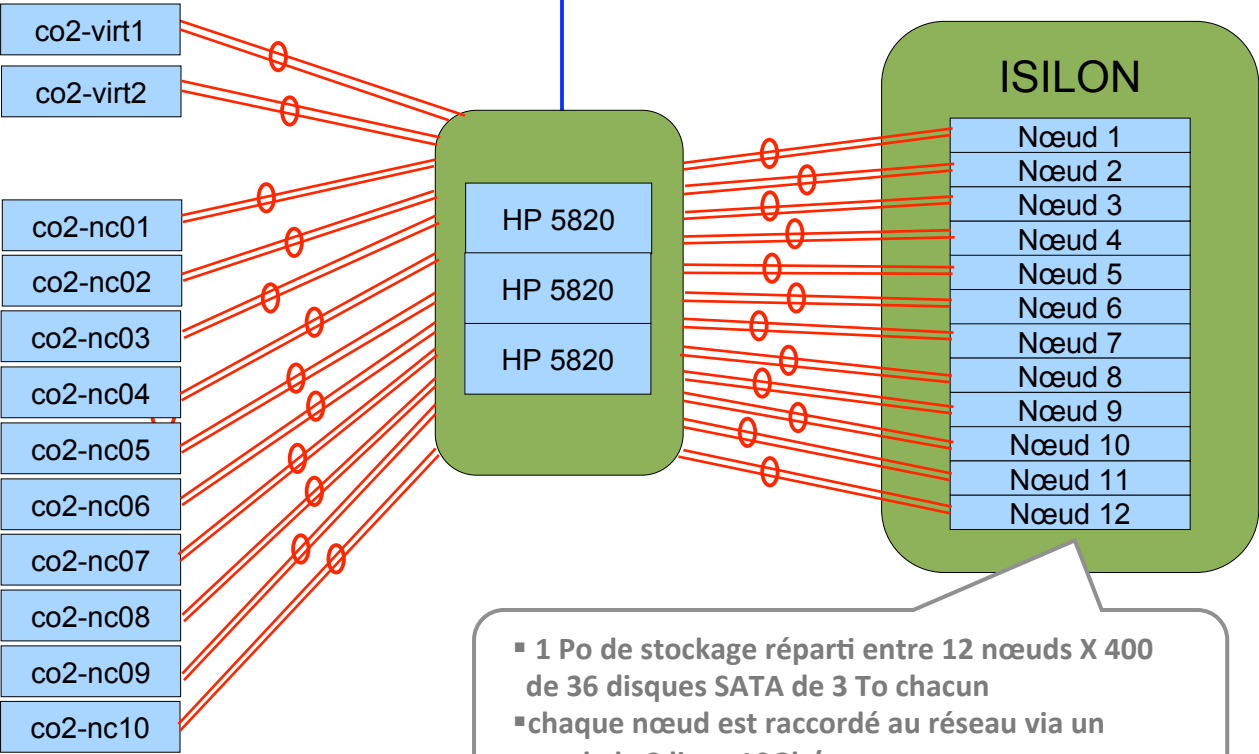 co2-virt1
co2-virt2
co2-nc01
co2-nc02
co2-nc03
co2-nc04
co2-nc05
co2-nc06
co2-nc07
co2-nc08
co2-nc09
co2-nc10
HP 5820
HP 5820
HP 5820
ISILON
Nœud 1
Nœud 2
Nœud 3
Nœud 4
Nœud 5
Nœud 6
Nœud 7
Nœud 8
Nœud 9
Nœud 10
Nœud 11
Nœud 12
▪ 1 Po de stockage réparti entre 12 nœuds X 400
de 36 disques SATA de 3 To chacun
▪chaque nœud est raccordé au réseau via un